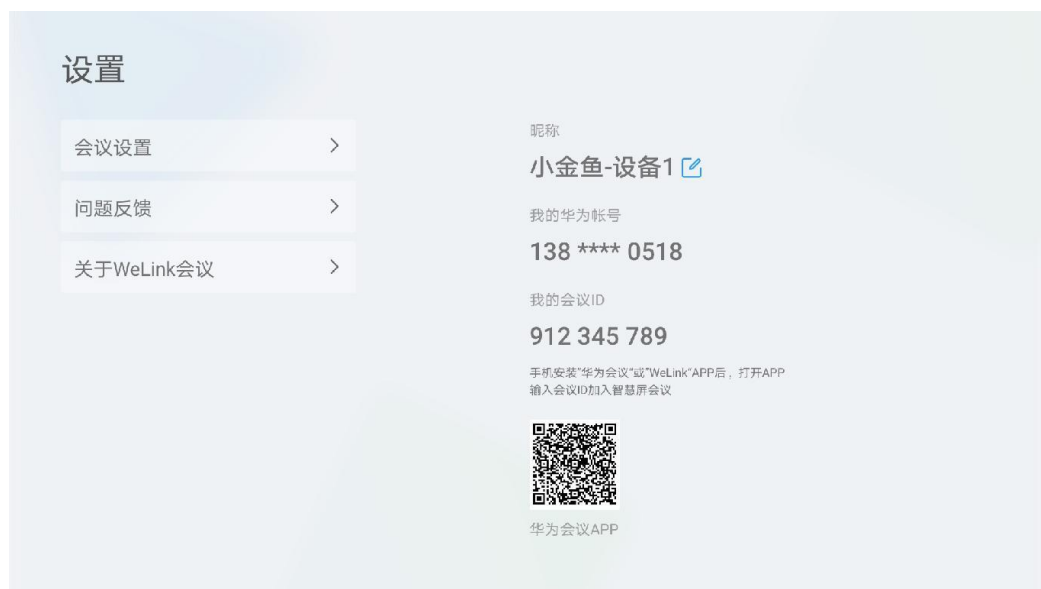 设置
会议设置
问题反馈
关于WeLink会议
昵称
小金鱼-设备1
我的华为帐号
138 **** 0518
我的会议ID
912 345 789
手机安装"华为会议"或"WeLink"APP后，打开APP
输入会议ID加入智慧屏会议
华为会议APP